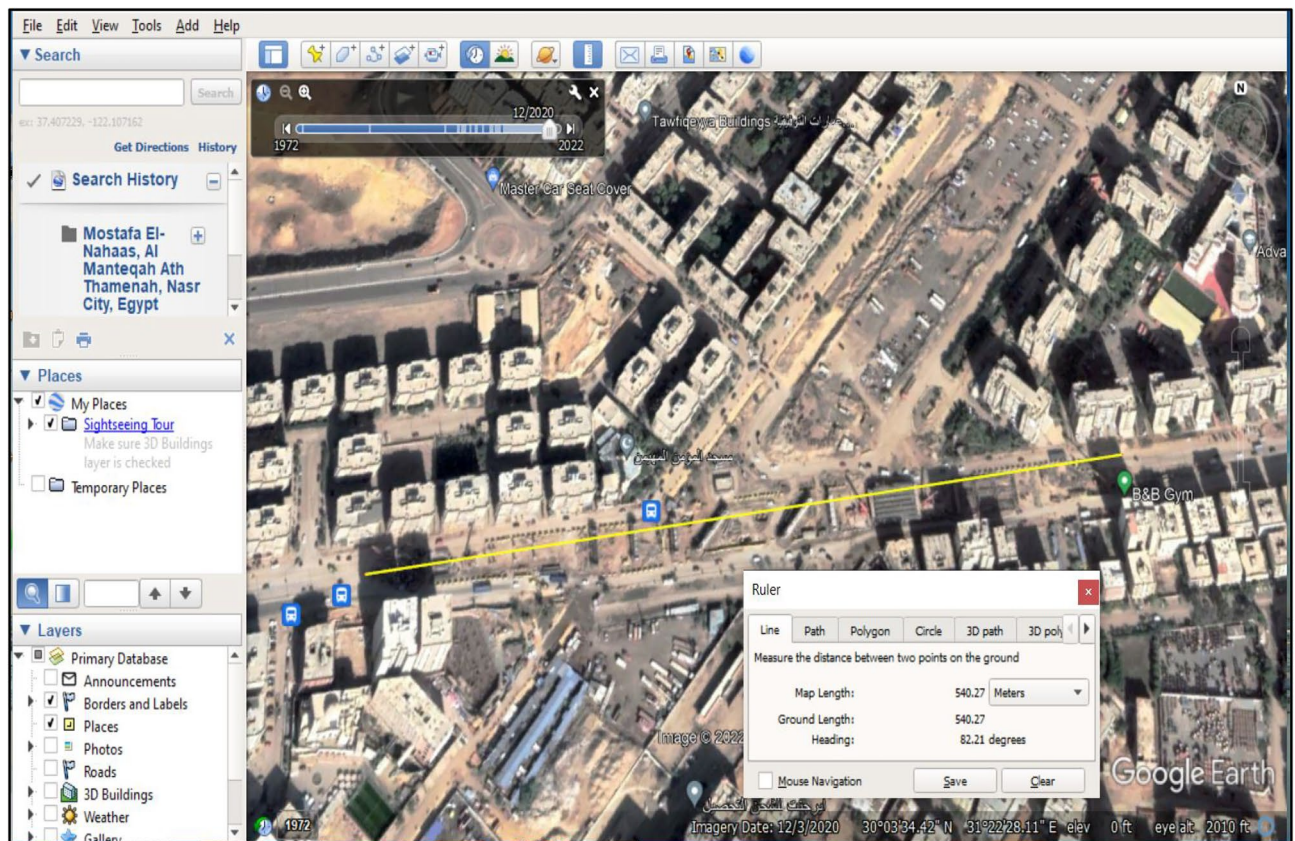 File Edit View Tools Add Help
Search
Search
ex: 37.407229, -122.107162
Get Directions History
Search History
Mostafa El-
Nahaas, Al
Manteqah Ath
Thamenah, Nasr
City, Egypt
Places
My Places
Sightseeing Tour
Make sure 3D Buildings
layer is checked
Temporary Places
Layers
Primary Database
Announcements
Borders and Labels
Places
Photos
Roads
3D Buildings
Weather
Gallery
12/2020
1972 2022
N
Tawfiqeyya Buildings
Master Car Seat Cover
Adva
مسجد المؤمن المهيمن
B&B Gym
Ruler
Line Path Polygon Circle 3D path 3D poly
Measure the distance between two points on the ground
Map Length: 540.27 Meters
Ground Length: 540.27
Heading: 82.21 degrees
Mouse Navigation Save Clear
Image © 2022
Google Earth
1972
Imagery Date: 12/3/2020 30°03'34.42" N 31°22'28.11" E elev 0 ft eye alt 2010 ft